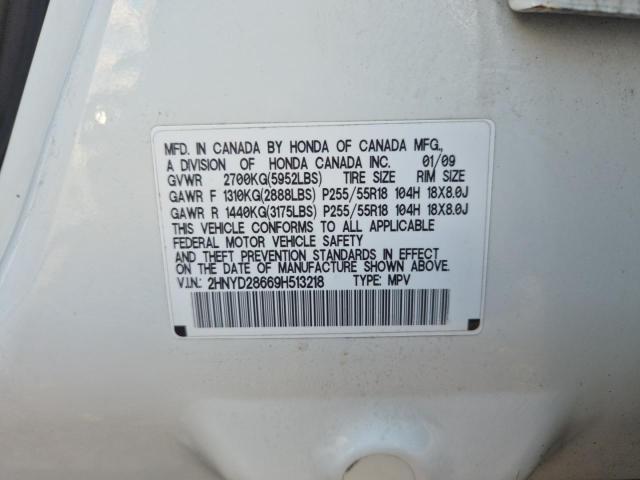 MFD. IN CANADA BY HONDA OF CANADA MFG.,
A DIVISION OF HONDA CANADA INC. 01/09
GVWR 2700KG(5952LBS) TIRE SIZE RIM SIZE
GAWR F 1310KG(2888LBS) P255/55R18 104H 18X8.0J
GAWR R 1440KG(3175LBS) P255/55R18 104H 18X8.0J
THIS VEHICLE CONFORMS TO ALL APPLICABLE
FEDERAL MOTOR VEHICLE SAFETY
AND THEFT PREVENTION STANDARDS IN EFFECT
ON THE DATE OF MANUFACTURE SHOWN ABOVE.
V.I.N.: 2HNYD28669H513218 TYPE: MPV